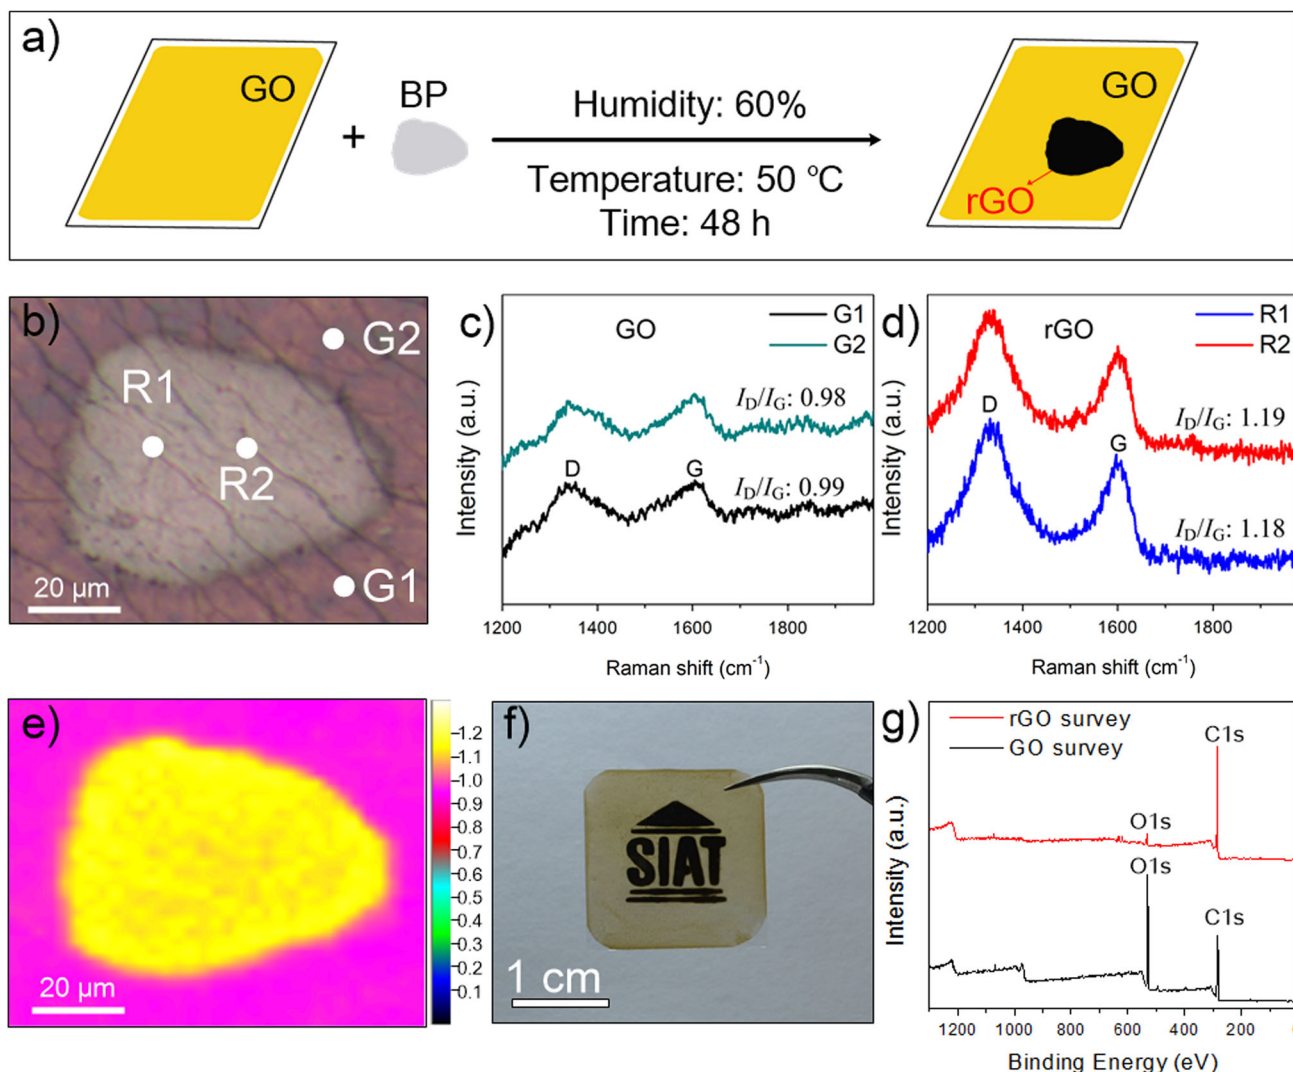 a)
GO
+
BP
Humidity: 60%
Temperature: 50 °C
Time: 48 h
GO
rGO
b)
G2
R1
R2
G1
20 µm
c)
GO
G1
G2
I_D/I_G: 0.98
D
G
I_D/I_G: 0.99
Intensity (a.u.)
1200 1400 1600 1800
Raman shift (cm⁻¹)
d)
rGO
R1
R2
I_D/I_G: 1.19
D
G
I_D/I_G: 1.18
Intensity (a.u.)
1200 1400 1600 1800
Raman shift (cm⁻¹)
e)
1.2
1.1
1.0
0.9
0.8
0.7
0.6
0.5
0.4
0.3
0.2
0.1
20 µm
f)
SIAT
1 cm
g)
rGO survey
GO survey
C1s
O1s
O1s
C1s
Intensity (a.u.)
1200 1000 800 600 400 200
Binding Energy (eV)